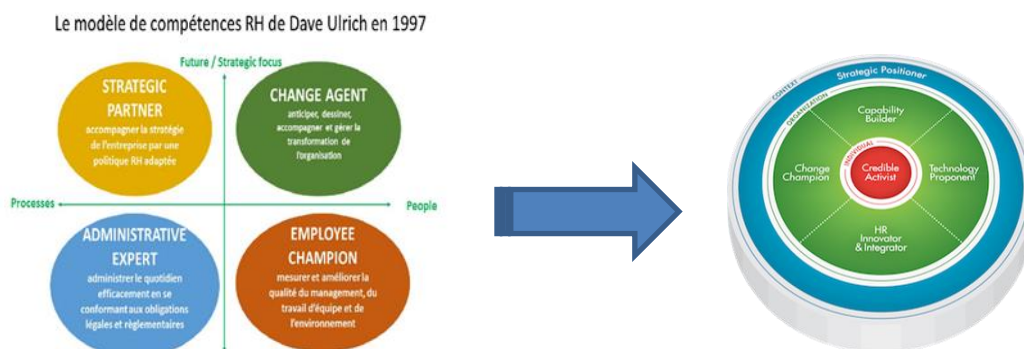 Le modèle de compétences RH de Dave Ulrich en 1997
Future / Strategic focus
STRATEGIC
PARTNER
accompagner la stratégie
de l'entreprise par une
politique RH adaptée
CHANGE AGENT
anticiper, dessiner,
accompagner et gérer la
transformation de
l'organisation
Processes
People
ADMINISTRATIVE
EXPERT
administrer le quotidien
efficacement en se
conformant aux obligations
légales et règlementaires
EMPLOYEE
CHAMPION
mesurer et améliorer la
qualité du management, du
travail d'équipe et de
l'environnement
CONTEXT
Strategic Positioner
ORGANIZATION
Capability
Builder
INDIVIDUAL
Change
Champion
Credible
Activist
Technology
Proponent
HR
Innovator
& Integrator